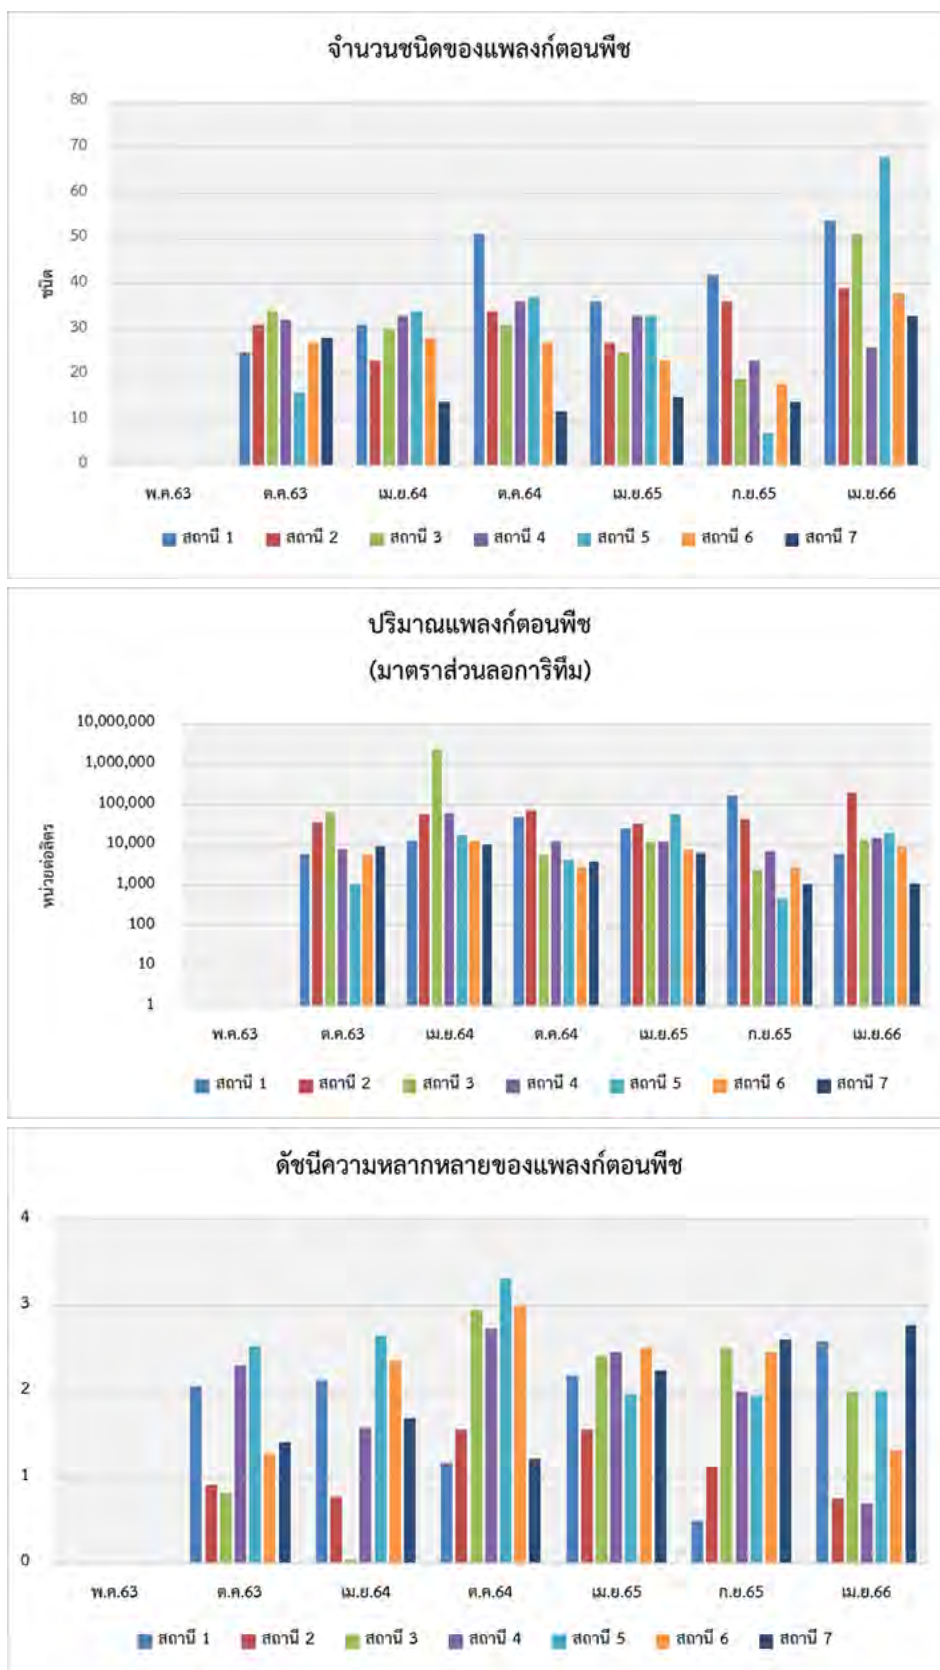 จำนวนชนิดของแพลงก์ตอนพืช
80
70
60
50
40
30
20
10
0
ชนิด
พ.ค.63 ต.ค.63 เม.ย.64 ต.ค.64 เม.ย.65 ก.ย.65 เม.ย.66
สถานี 1 สถานี 2 สถานี 3 สถานี 4 สถานี 5 สถานี 6 สถานี 7
ปริมาณแพลงก์ตอนพืช
(มาตราส่วนลอการิทึม)
10,000,000
1,000,000
100,000
10,000
1,000
100
10
1
หน่วยต่อลิตร
พ.ค.63 ต.ค.63 เม.ย.64 ต.ค.64 เม.ย.65 ก.ย.65 เม.ย.66
สถานี 1 สถานี 2 สถานี 3 สถานี 4 สถานี 5 สถานี 6 สถานี 7
ดัชนีความหลากหลายของแพลงก์ตอนพืช
4
3
2
1
0
พ.ค.63 ต.ค.63 เม.ย.64 ต.ค.64 เม.ย.65 ก.ย.65 เม.ย.66
สถานี 1 สถานี 2 สถานี 3 สถานี 4 สถานี 5 สถานี 6 สถานี 7